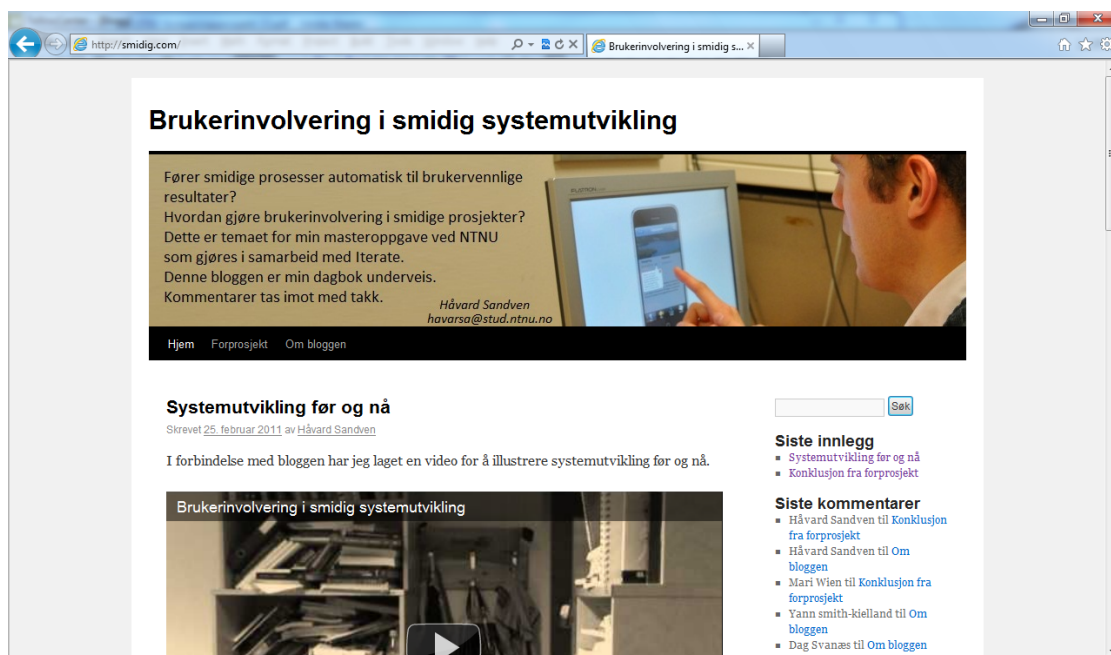 http://smidig.com/
Brukerinvolvering i smidig s...
Brukerinvolvering i smidig systemutvikling
Fører smidige prosesser automatisk til brukervennlige
resultater?
Hvordan gjøre brukerinvolvering i smidige prosjekter?
Dette er temaet for min masteroppgave ved NTNU
som gjøres i samarbeid med Iterate.
Denne bloggen er min dagbok underveis.
Kommentarer tas imot med takk.
Håvard Sandven
havarsa@stud.ntnu.no
Hjem Forprosjekt Om bloggen
Systemutvikling før og nå
Skrevet 25. februar 2011 av Håvard Sandven
I forbindelse med bloggen har jeg laget en video for å illustrere systemutvikling før og nå.
Brukerinvolvering i smidig systemutvikling
Søk
Siste innlegg
Systemutvikling før og nå
Konklusjon fra forprosjekt
Siste kommentarer
Håvard Sandven til Konklusjon
fra forprosjekt
Håvard Sandven til Om
bloggen
Mari Wien til Konklusjon fra
forprosjekt
Yann smith-kielland til Om
bloggen
Dag Svanæs til Om bloggen